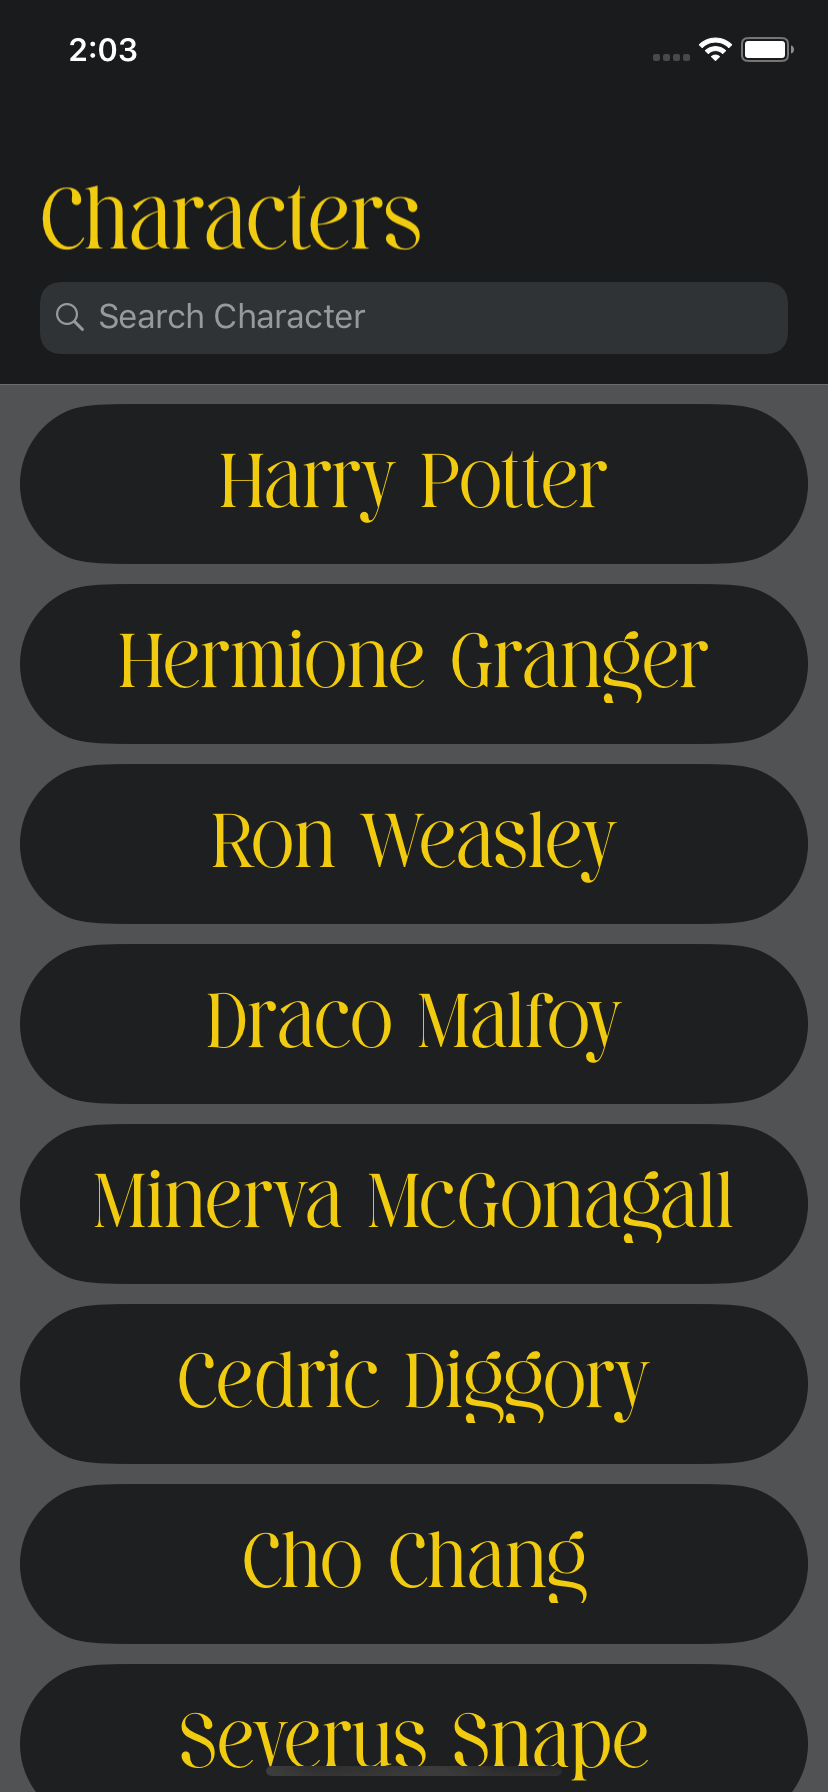 2:03
Characters
Search Character
Harry Potter
Hermione Granger
Ron Weasley
Draco Malfoy
Minerva McGonagall
Cedric Diggory
Cho Chang
Severus Snape